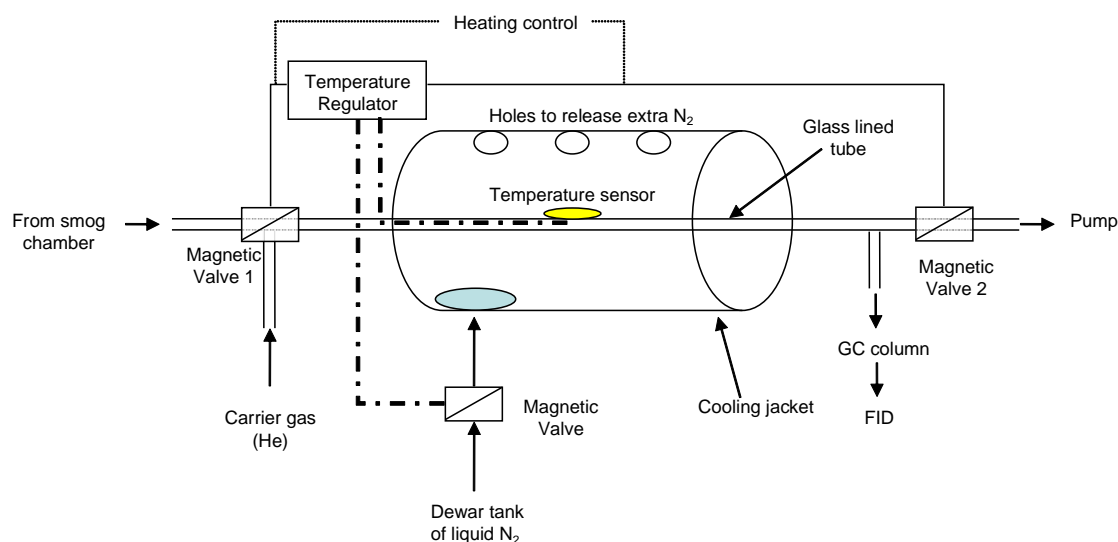 Heating control
Temperature
Regulator
Holes to release extra N₂
Glass lined
tube
Temperature sensor
From smog
chamber
Pump
Magnetic
Valve 1
Magnetic
Valve 2
GC column
Carrier gas
(He)
Magnetic
Valve
Cooling jacket
FID
Dewar tank
of liquid N₂